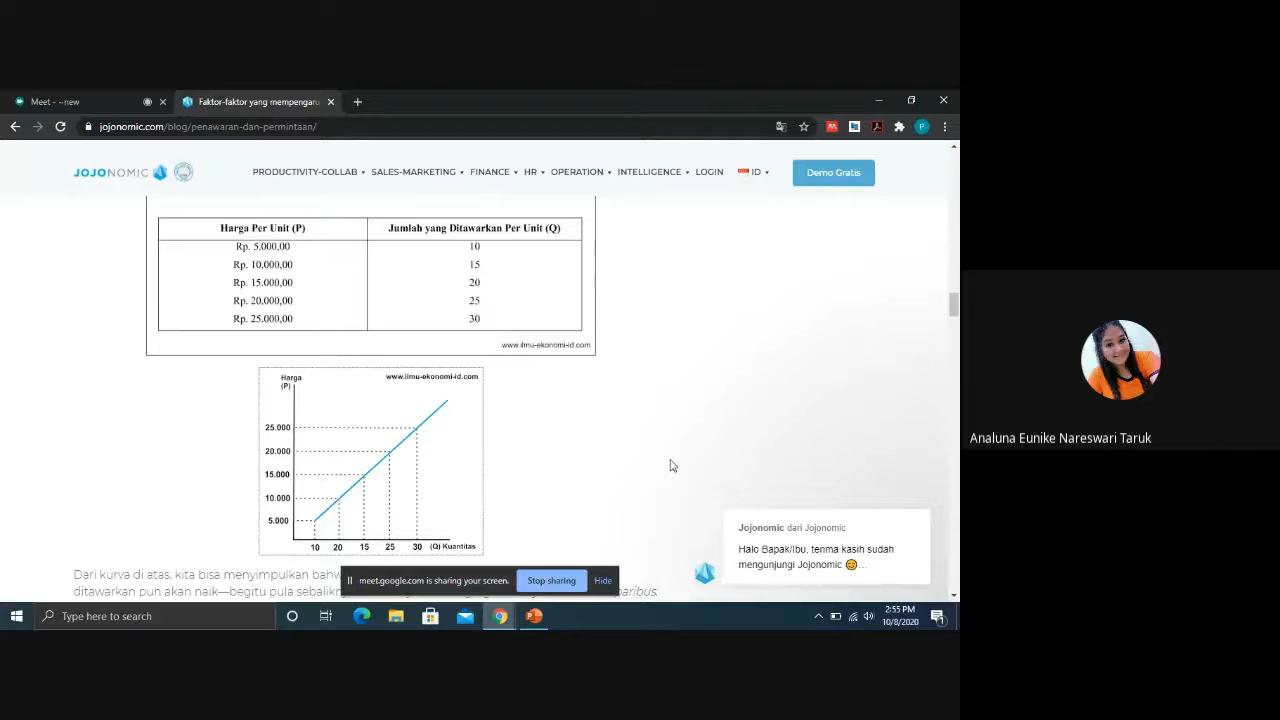 Meet - ~new
Faktor-faktor yang mempengaru
jojonomic.com/blog/penawaran-dan-permintaan/
JOJONOMIC
PRODUCTIVITY-COLLAB SALES-MARKETING FINANCE HR OPERATION INTELLIGENCE LOGIN ID
Demo Gratis
Harga Per Unit (P) Jumlah yang Ditawarkan Per Unit (Q)
Rp. 5.000,00 10
Rp. 10.000,00 15
Rp. 15.000,00 20
Rp. 20.000,00 25
Rp. 25.000,00 30
www.ilmu-ekonomi-id.com
Harga
(P)
www.ilmu-ekonomi-id.com
25.000
20.000
15.000
10.000
5.000
10 20 15 25 30 (Q) Kuantitas
Dari kurva di atas, kita bisa menyimpulkan bahw
ditawarkan pun akan naik—begitu pula sebalikn
paribus.
meet.google.com is sharing your screen. Stop sharing Hide
Jojonomic dari Jojonomic
Halo Bapak/Ibu, terima kasih sudah
mengunjungi Jojonomic 😊...
Type here to search
2:55 PM
10/8/2020
1
P
Analuna Eunike Nareswari Taruk